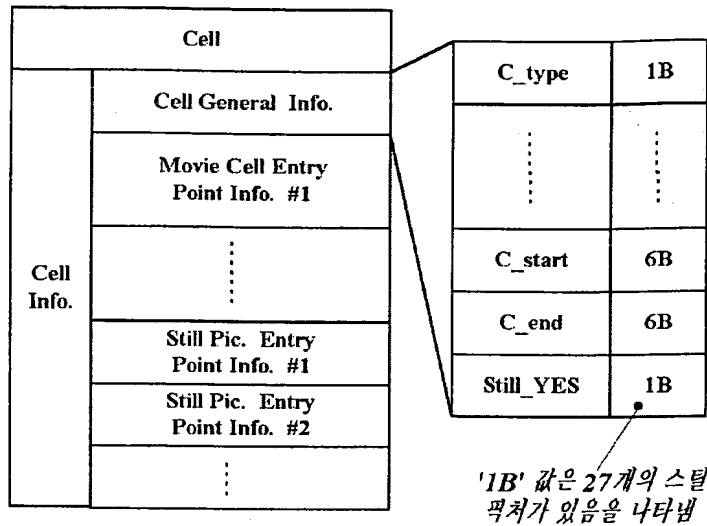 Cell
Cell General Info.
Movie Cell Entry
Point Info. #1
Cell
Info.
Still Pic. Entry
Point Info. #1
Still Pic. Entry
Point Info. #2
C_type 1B
C_start 6B
C_end 6B
Still_YES 1B
'1B' 값은 27개의 스틸
픽처가 있음을 나타냄